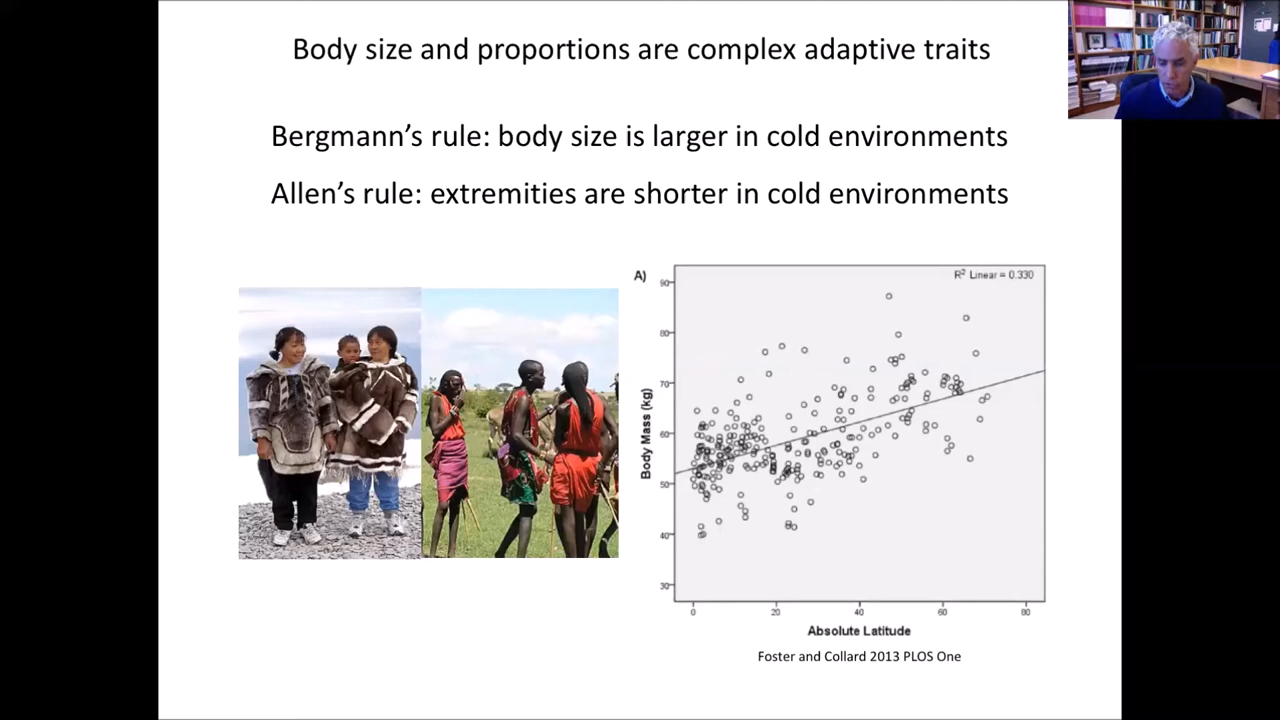 Body size and proportions are complex adaptive traits
Bergmann’s rule: body size is larger in cold environments
Allen’s rule: extremities are shorter in cold environments
A)
R² Linear = 0.330
90
80
70
60
50
40
30
Body Mass (kg)
0 20 40 60 80
Absolute Latitude
Foster and Collard 2013 PLOS One